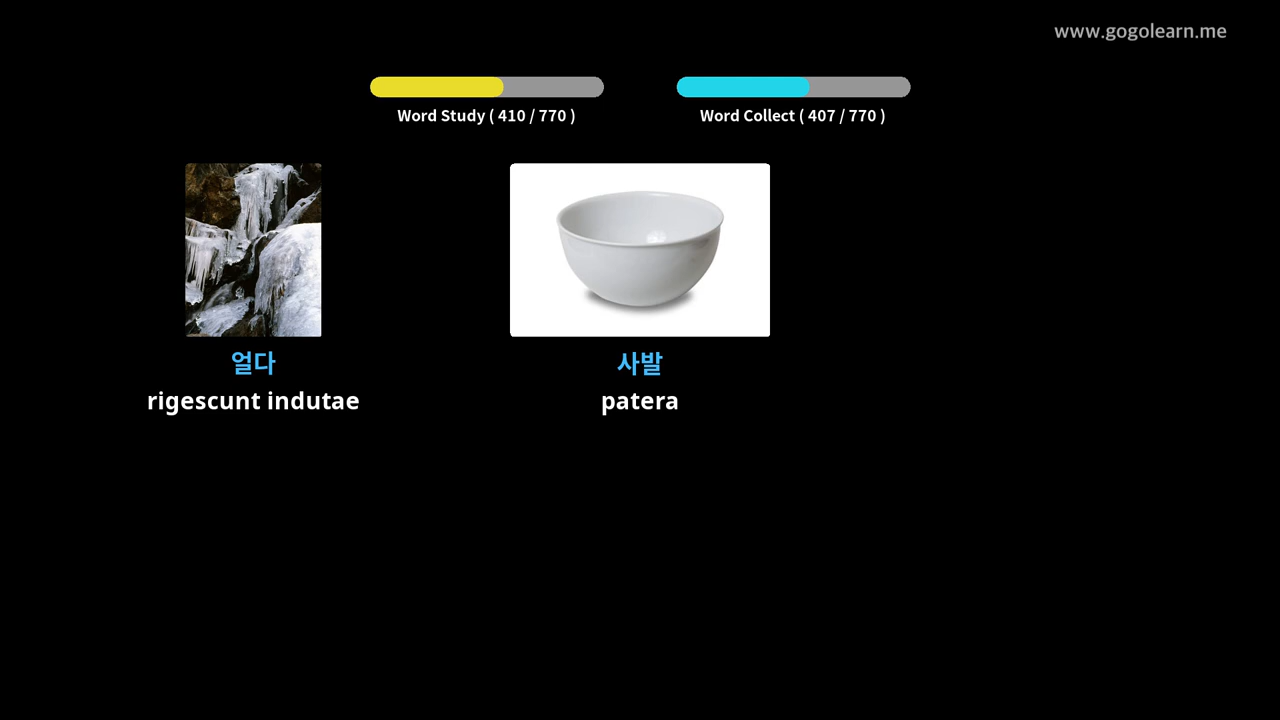 www.gogolearn.me
Word Study ( 410 / 770 )
Word Collect ( 407 / 770 )
얼다
rigescunt indutae
사발
patera